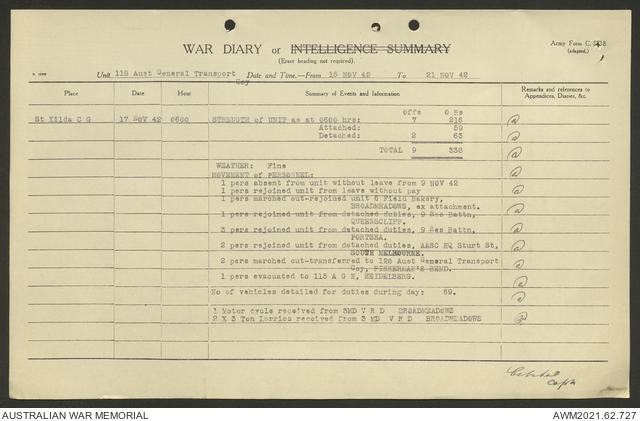 WAR DIARY or INTELLIGENCE SUMMARY
(Erase heading not required).
Army Form C.
(adapted.)
Unit 118 Aust General Transport Coy Date and Time.—From 15 NOV 42 To 21 NOV 42
Place Date Hour Summary of Events and Information Remarks and references to Appendices, Diaries, &c.
Offs O Rs
St Kilda C G 17 NOV 42 0600 STRENGTH of UNIT as at 0600 hrs: 7 216
Attached: 59
Detached: 2 63
TOTAL 9 338
WEATHER: Fine
MOVEMENT of PERSONNEL:
1 pers absent from unit without leave from 9 NOV 42
1 pers rejoined unit from leave without pay
1 pers marched out-rejoined unit 6 Field Bakery,
BROADMEADOWS, ex attachment.
1 pers rejoined unit from detached duties, 9 Res Battn,
QUEENSCLIFF.
3 pers rejoined unit from detached duties, 9 Res Battn,
PORTSEA.
2 pers rejoined unit from detached duties, AASC HQ Sturt St,
SOUTH MELBOURNE.
2 pers marched out-transferred to 126 Aust General Transport
Coy, FISHERMAN'S BEND.
1 pers evacuated to 115 A G H, HEIDELBERG.
No of vehicles detailed for duties during day: 69.
1 Motor cycle received from 3MD V R D BROADMEADOWS
2 X 3 Ton Lorries received from 3 MD V R D
Capt
AUSTRALIAN WAR MEMORIAL AWM2021.62.727